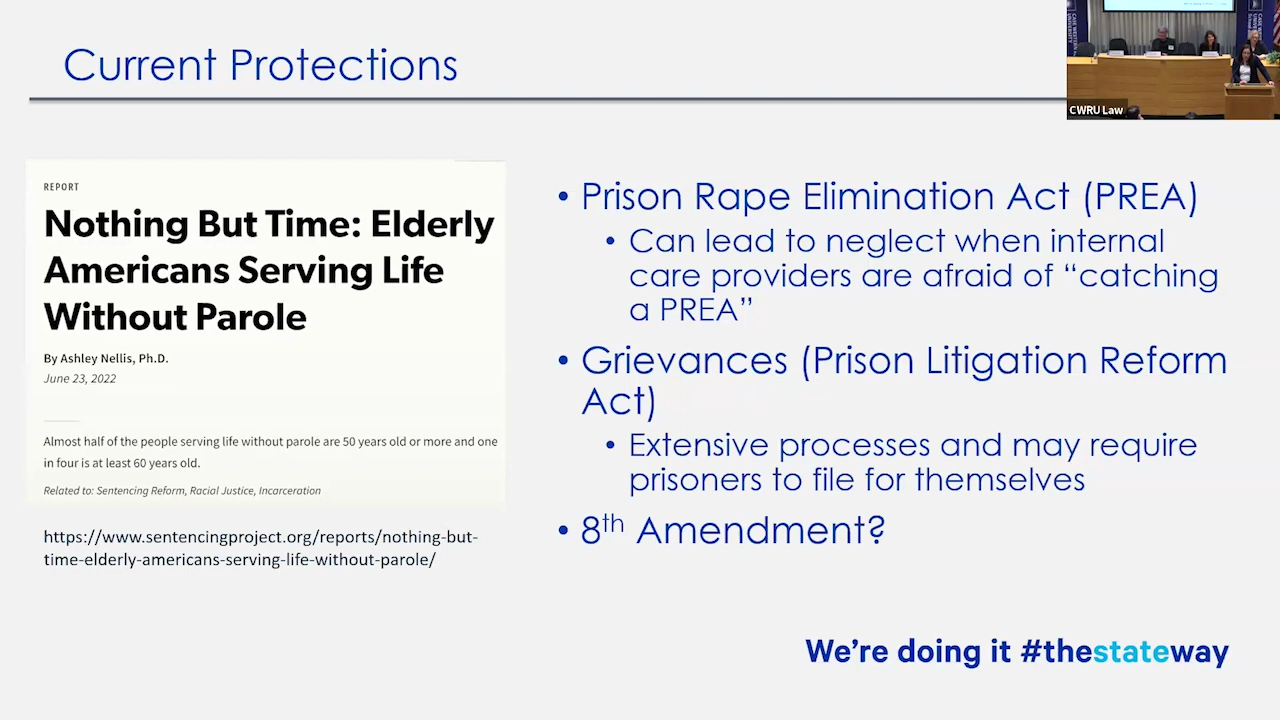 Current Protections
CWRU Law
REPORT
Nothing But Time: Elderly
Americans Serving Life
Without Parole
By Ashley Nellis, Ph.D.
June 23, 2022
Almost half of the people serving life without parole are 50 years old or more and one
in four is at least 60 years old.
Related to: Sentencing Reform, Racial Justice, Incarceration
https://www.sentencingproject.org/reports/nothing-but-
time-elderly-americans-serving-life-without-parole/
• Prison Rape Elimination Act (PREA)
• Can lead to neglect when internal
care providers are afraid of “catching
a PREA”
• Grievances (Prison Litigation Reform
Act)
• Extensive processes and may require
prisoners to file for themselves
• 8th Amendment?
We’re doing it #thestateway